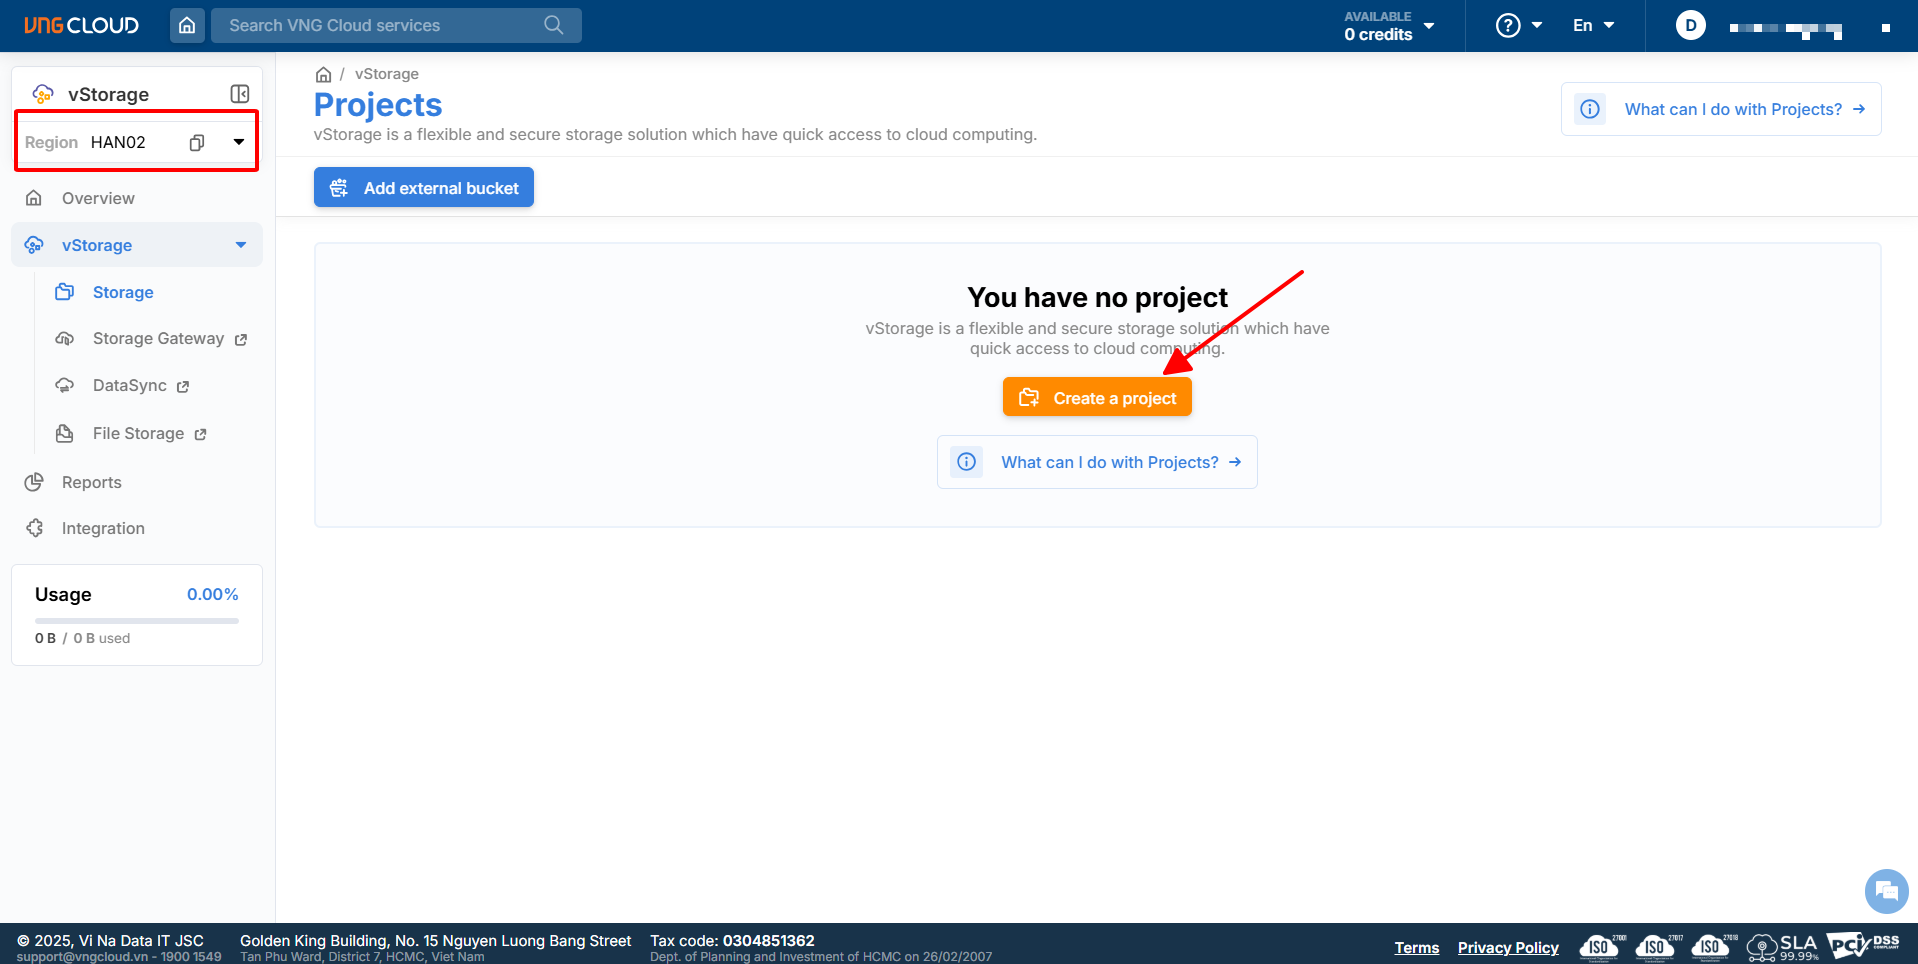 VNG CLOUD
Search VNG Cloud services
AVAILABLE
0 credits
En
D
vStorage
Region HAN02
Overview
vStorage
Storage
Storage Gateway
DataSync
File Storage
Reports
Integration
Usage 0.00%
0 B / 0 B used
/ vStorage
Projects
vStorage is a flexible and secure storage solution which have quick access to cloud computing.
What can I do with Projects?
Add external bucket
You have no project
vStorage is a flexible and secure storage solution which have
quick access to cloud computing.
Create a project
What can I do with Projects?
© 2025, Vi Na Data IT JSC
support@vngcloud.vn - 1900 1549
Golden King Building, No. 15 Nguyen Luong Bang Street
Tan Phu Ward, District 7, HCMC, Viet Nam
Tax code: 0304851362
Dept. of Planning and Investment of HCMC on 26/02/2007
Terms
Privacy Policy
ISO 27001
ISO 27017
ISO 27018
SLA
99.99%
PCI DSS
COMPLIANT